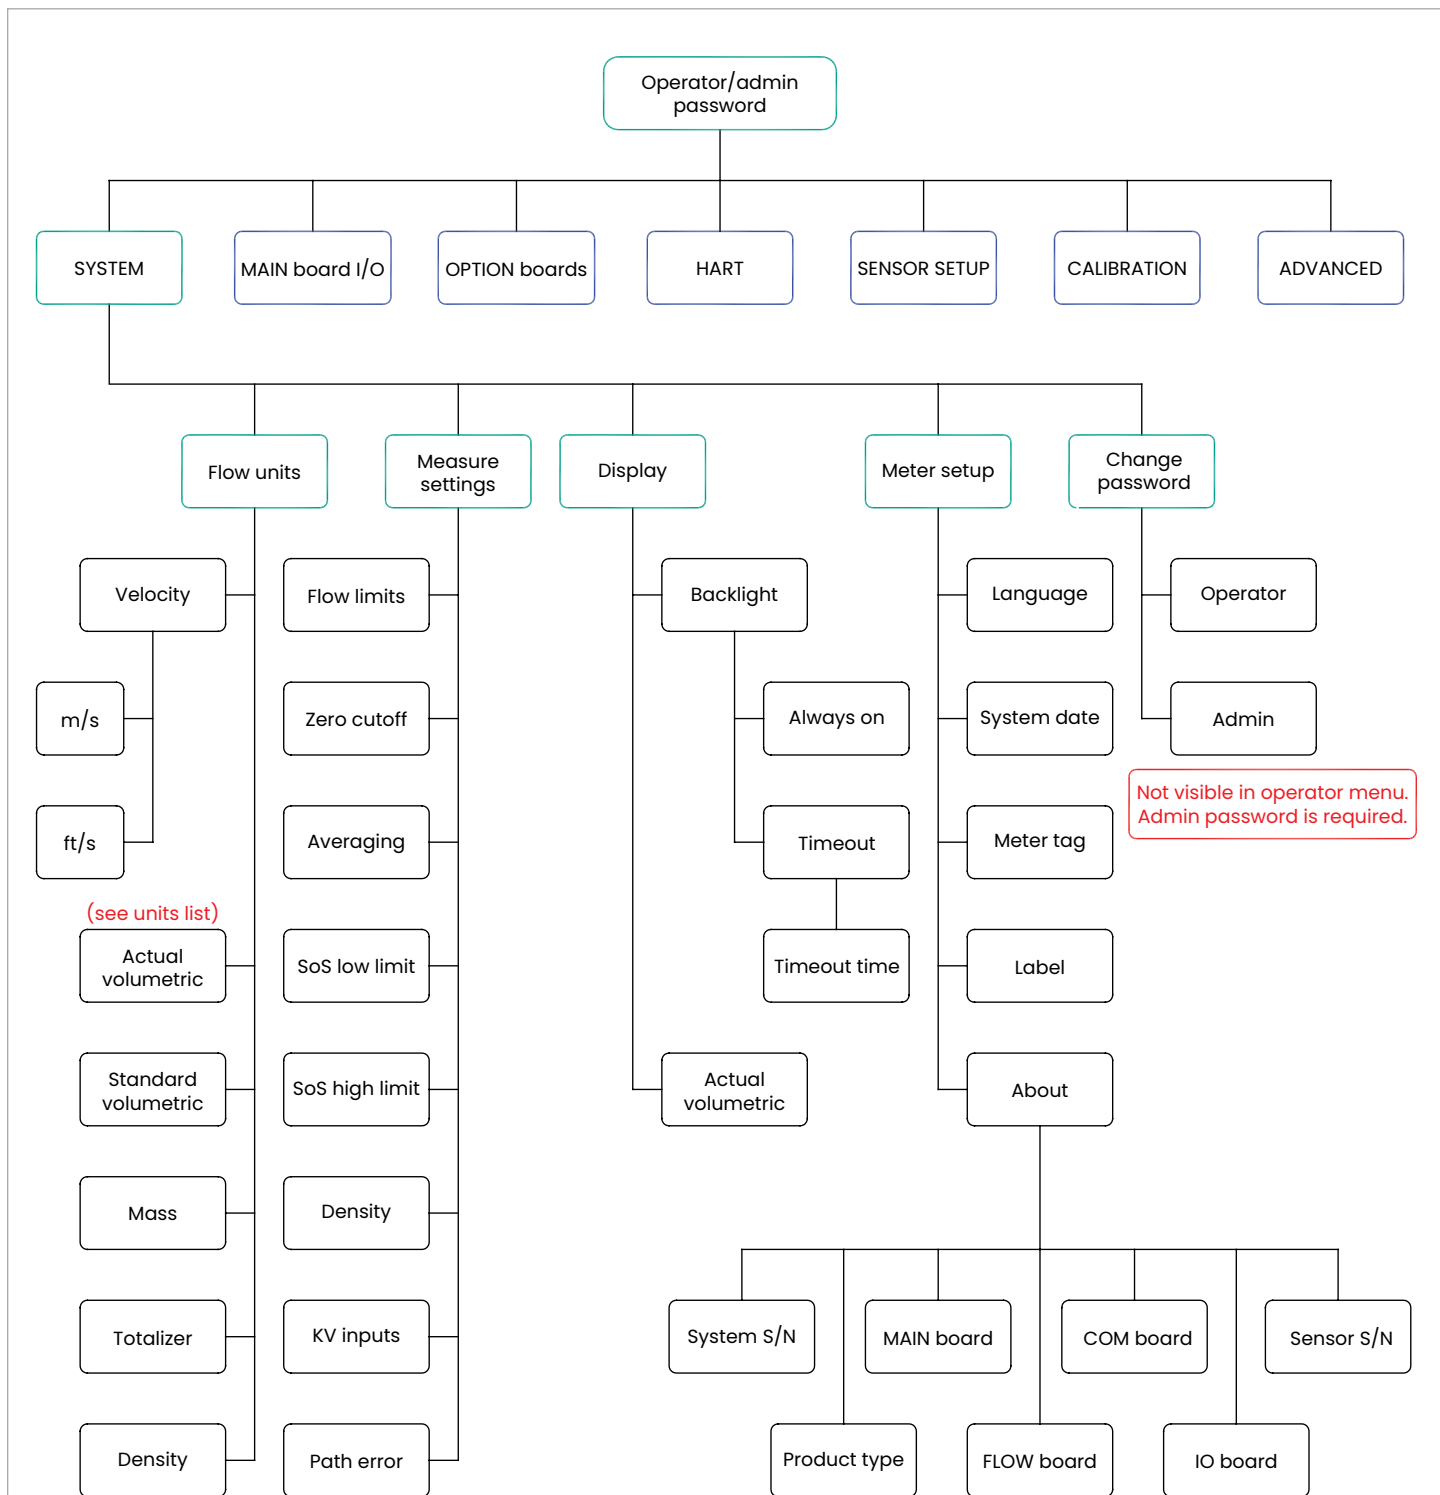 Operator/admin
password
SYSTEM
MAIN board I/O
OPTION boards
HART
SENSOR SETUP
CALIBRATION
ADVANCED
Flow units
Measure
settings
Display
Meter setup
Change
password
Velocity
Flow limits
Backlight
Language
Operator
m/s
Zero cutoff
Always on
System date
Admin
Not visible in operator menu.
Admin password is required.
ft/s
Averaging
Timeout
Meter tag
(see units list)
Actual
volumetric
SoS low limit
Timeout time
Label
Standard
volumetric
SoS high limit
Actual
volumetric
About
Mass
Density
Totalizer
KV inputs
System S/N
MAIN board
COM board
Sensor S/N
Density
Path error
Product type
FLOW board
IO board